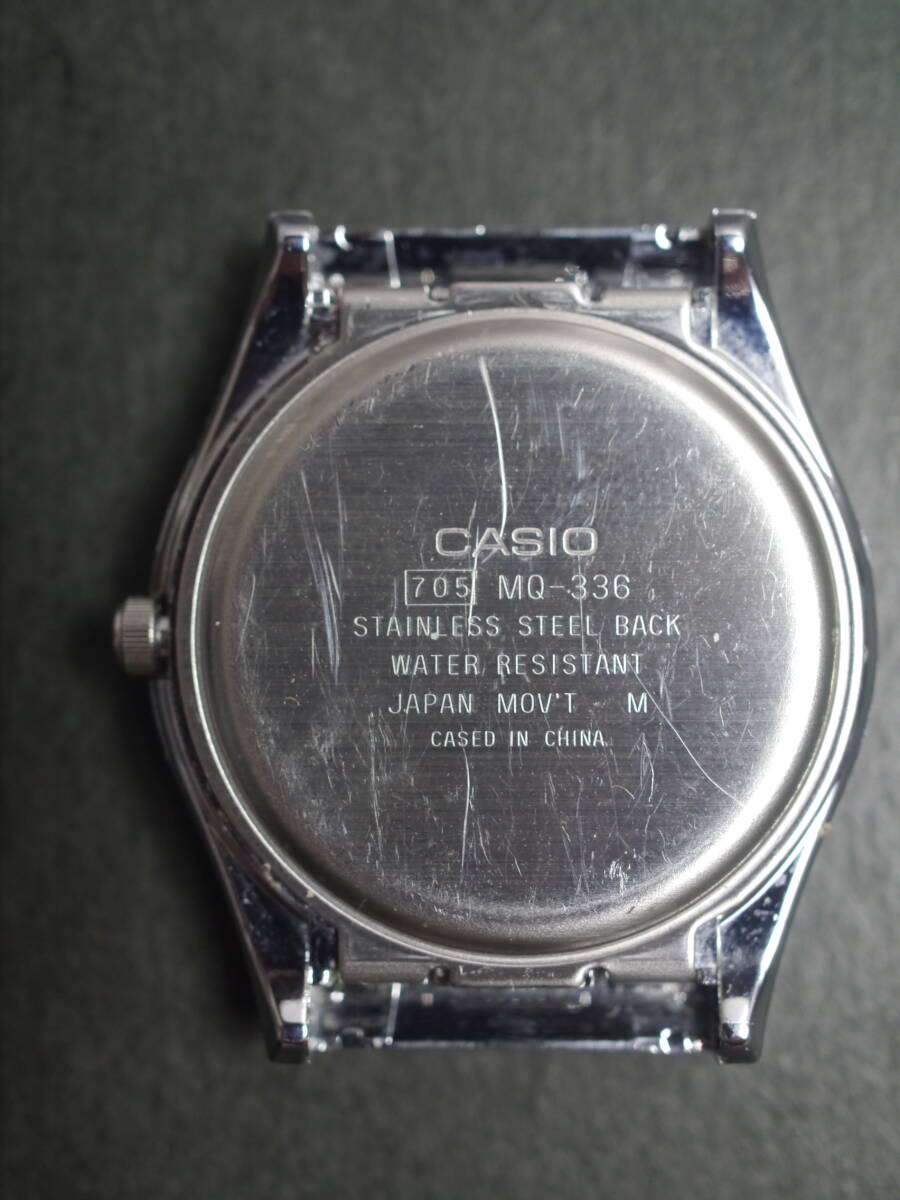 CASIO
705 MQ-336
STAINLESS STEEL BACK
WATER RESISTANT
JAPAN MOV'T M
CASED IN CHINA